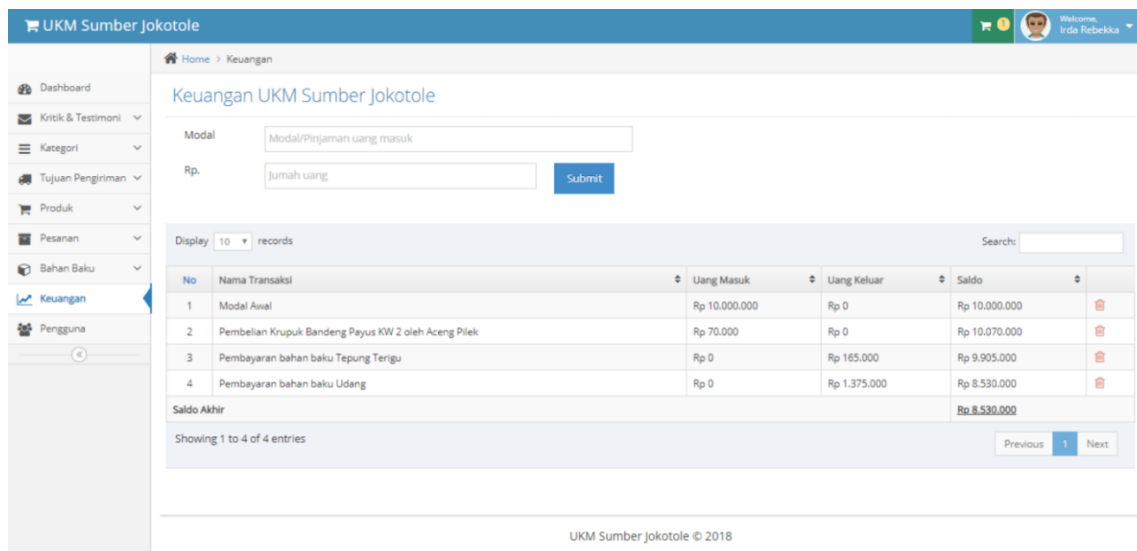 UKM Sumber Jokotole
1
Welcome,
Irda Rebekka
Home > Keuangan
Dashboard
Kritik & Testimoni
Kategori
Tujuan Pengiriman
Produk
Pesanan
Bahan Baku
Keuangan
Pengguna
Keuangan UKM Sumber Jokotole
Modal
Modal/Pinjaman uang masuk
Rp.
Jumah uang
Submit
Display 10 records
Search:
No Nama Transaksi Uang Masuk Uang Keluar Saldo
1 Modal Awal Rp 10.000.000 Rp 0 Rp 10.000.000
2 Pembelian Krupuk Bandeng Payus KW 2 oleh Aceng Pilek Rp 70.000 Rp 0 Rp 10.070.000
3 Pembayaran bahan baku Tepung Terigu Rp 0 Rp 165.000 Rp 9.905.000
4 Pembayaran bahan baku Udang Rp 0 Rp 1.375.000 Rp 8.530.000
Saldo Akhir Rp 8.530.000
Showing 1 to 4 of 4 entries
Previous 1 Next
UKM Sumber Jokotole © 2018